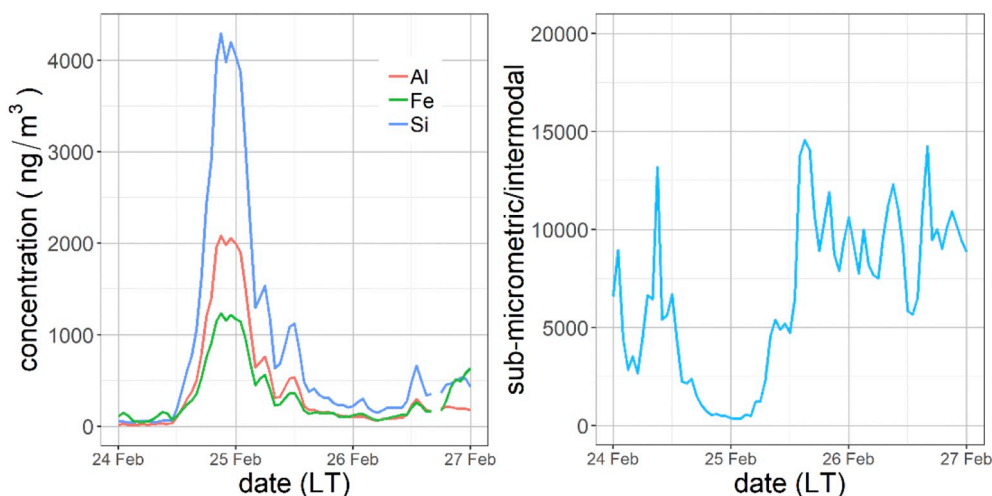 concentration ( ng/m³ )
4000
3000
2000
1000
0
Al
Fe
Si
24 Feb 25 Feb 26 Feb 27 Feb
date (LT)
sub-micrometric/intermodal
20000
15000
10000
5000
0
24 Feb 25 Feb 26 Feb 27 Feb
date (LT)